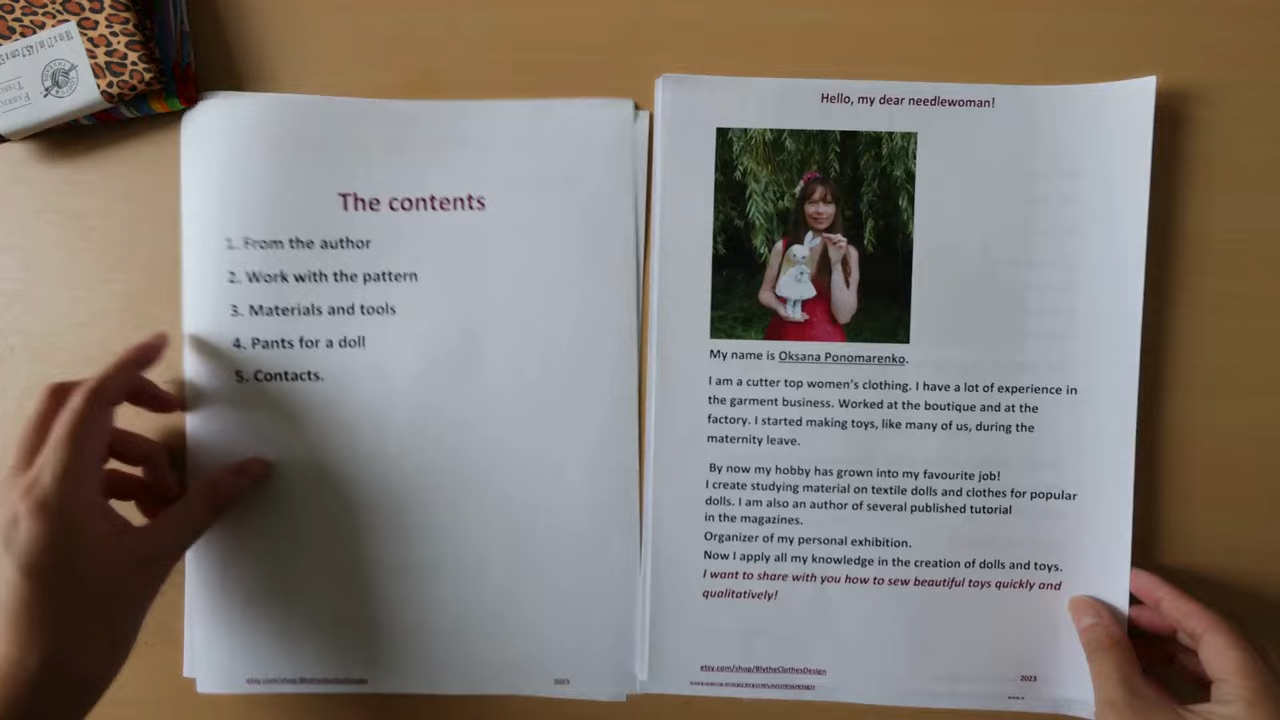 The contents
1. From the author
2. Work with the pattern
3. Materials and tools
4. Pants for a doll
5. Contacts.
Hello, my dear needlewoman!
My name is Oksana Ponomarenko.
I am a cutter top women's clothing. I have a lot of experience in
the garment business. Worked at the boutique and at the
factory. I started making toys, like many of us, during the
maternity leave.
By now my hobby has grown into my favourite job!
I create studying material on textile dolls and clothes for popular
dolls. I am also an author of several published tutorial
in the magazines.
Organizer of my personal exhibition.
Now I apply all my knowledge in the creation of dolls and toys.
I want to share with you how to sew beautiful toys quickly and
qualitatively!
etsy.com/shop/BlytheClothesDesign
2023
2023